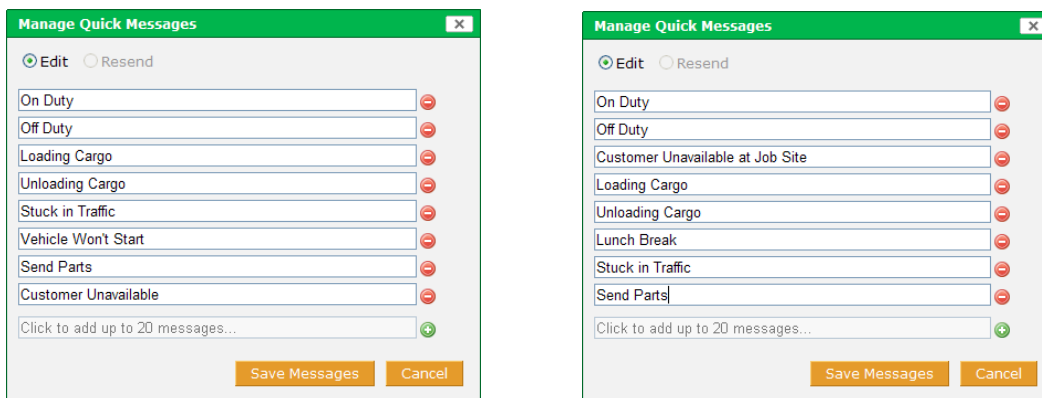 Manage Quick Messages
Edit Resend
On Duty
Off Duty
Loading Cargo
Unloading Cargo
Stuck in Traffic
Vehicle Won't Start
Send Parts
Customer Unavailable
Click to add up to 20 messages...
Save Messages Cancel
Manage Quick Messages
Edit Resend
On Duty
Off Duty
Customer Unavailable at Job Site
Loading Cargo
Unloading Cargo
Lunch Break
Stuck in Traffic
Send Parts
Click to add up to 20 messages...
Save Messages Cancel